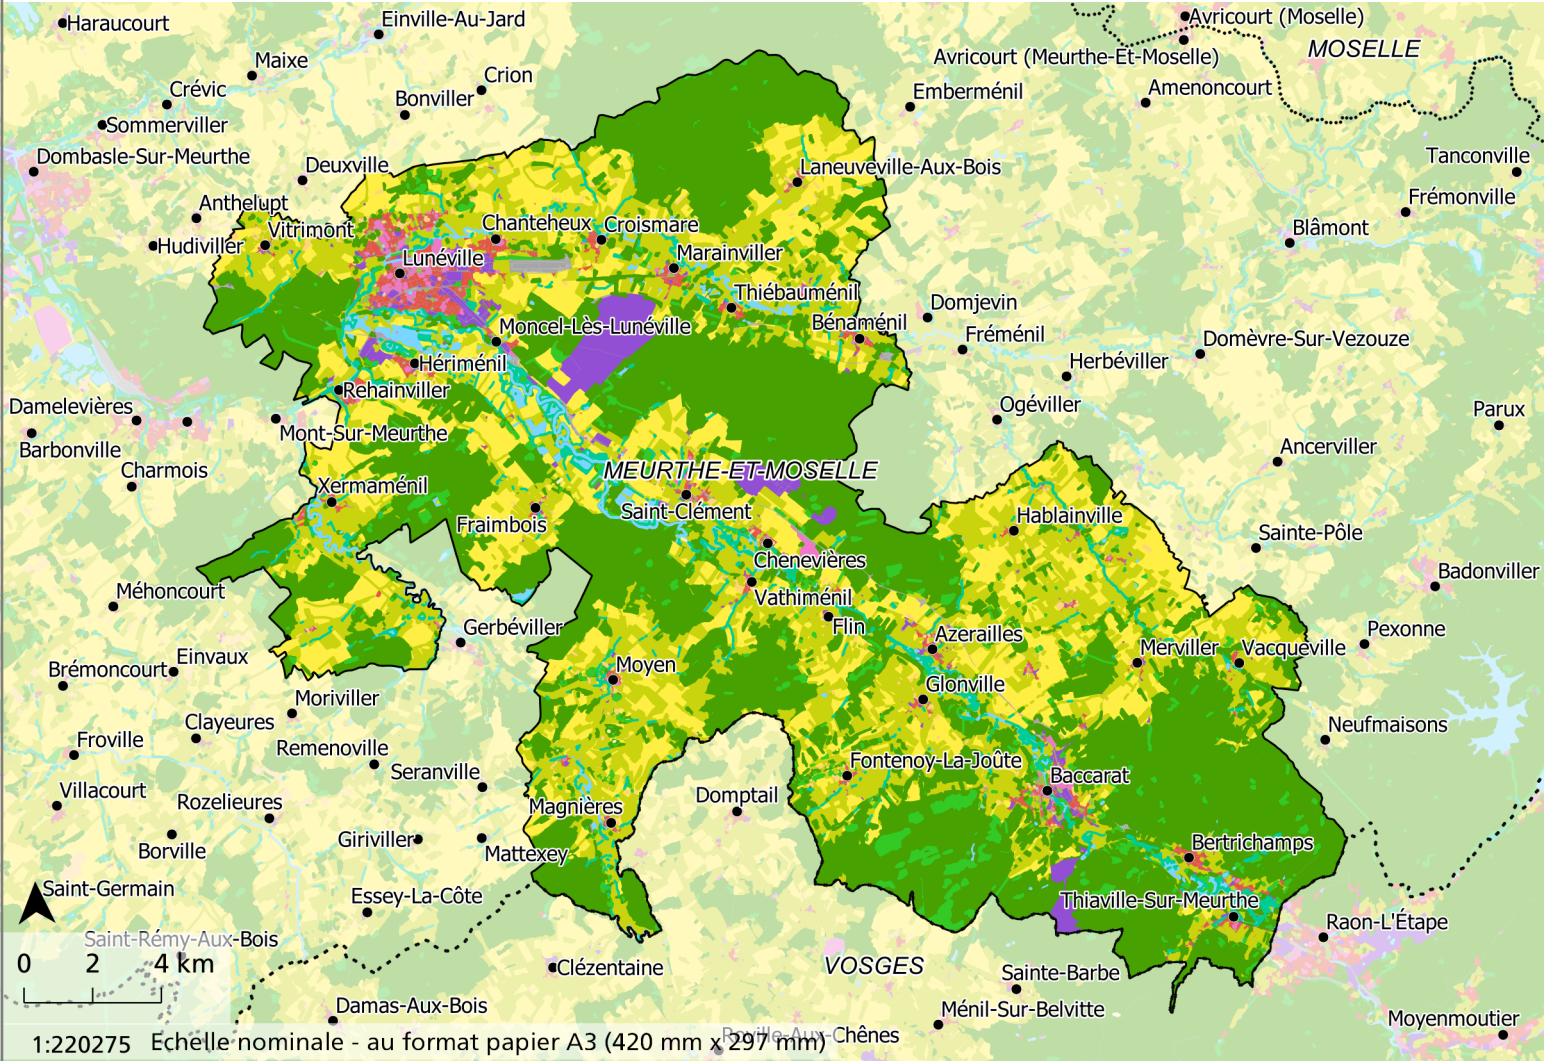 Haraucourt
Einville-Au-Jard
Avricourt (Moselle)
MOSELLE
Avricourt (Meurthe-Et-Moselle)
Maixe
Crion
Crévic
Bonviller
Emberménil
Amenoncourt
Sommerviller
Dombasle-Sur-Meurthe
Deuxville
Laneuveville-Aux-Bois
Tanconville
Anthelupt
Frémonville
Vitrimont
Chanteheux
Croismare
Blâmont
Hudiviller
Lunéville
Marainviller
Thiébauménil
Domjevin
Moncel-Lès-Lunéville
Bénaménil
Fréménil
Domèvre-Sur-Vezouze
Hériménil
Herbéviller
Rehainviller
Damelevières
Ogéviller
Parux
Mont-Sur-Meurthe
Barbonville
Ancerviller
Charmois
MEURTHE-ET-MOSELLE
Xermaménil
Saint-Clément
Hablainville
Fraimbois
Sainte-Pôle
Chenevières
Badonviller
Méhoncourt
Vathiménil
Gerbéviller
Flin
Azerailles
Pexonne
Merviller
Vacquéville
Einvaux
Brémoncourt
Moyen
Glonville
Moriviller
Clayeures
Neufmaisons
Froville
Remenoville
Fontenoy-La-Joûte
Seranville
Baccarat
Villacourt
Rozelieures
Domptail
Magnières
Giriviller
Bertrichamps
Borville
Mattexey
Saint-Germain
Essey-La-Côte
Thiaville-Sur-Meurthe
Raon-L'Étape
Saint-Rémy-Aux-Bois
0 2 4 km
Clézentaine
VOSGES
Sainte-Barbe
Damas-Aux-Bois
Ménil-Sur-Belvitte
Moyenmoutier
Roville-Aux-Chênes
1:220275 Echelle nominale - au format papier A3 (420 mm x 297 mm)